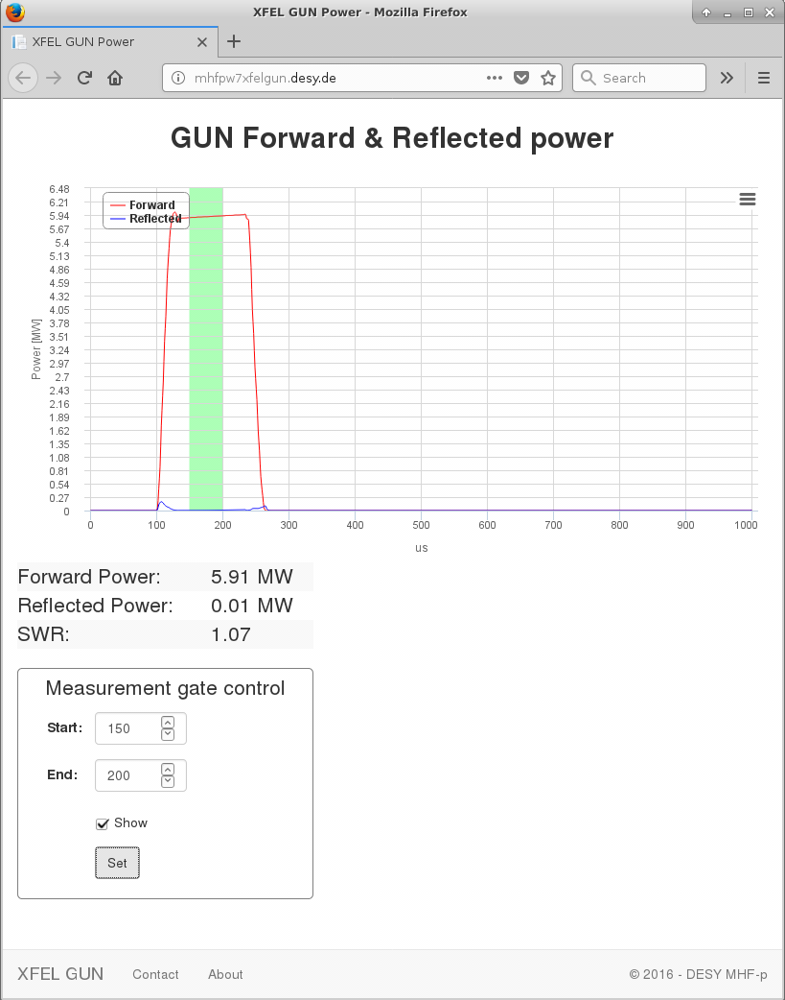 XFEL GUN Power - Mozilla Firefox
XFEL GUN Power
mhfpw7xfelgun.desy.de
Search
GUN Forward & Reflected power
Forward
Reflected
6.48
6.21
5.94
5.67
5.4
5.13
4.86
4.59
4.32
4.05
3.78
3.51
3.24
2.97
2.7
2.43
2.16
1.89
1.62
1.35
1.08
0.81
0.54
0.27
0
Power [MW]
0 100 200 300 400 500 600 700 800 900 1000
us
Forward Power: 5.91 MW
Reflected Power: 0.01 MW
SWR: 1.07
Measurement gate control
Start: 150
End: 200
Show
Set
XFEL GUN Contact About © 2016 - DESY MHF-p